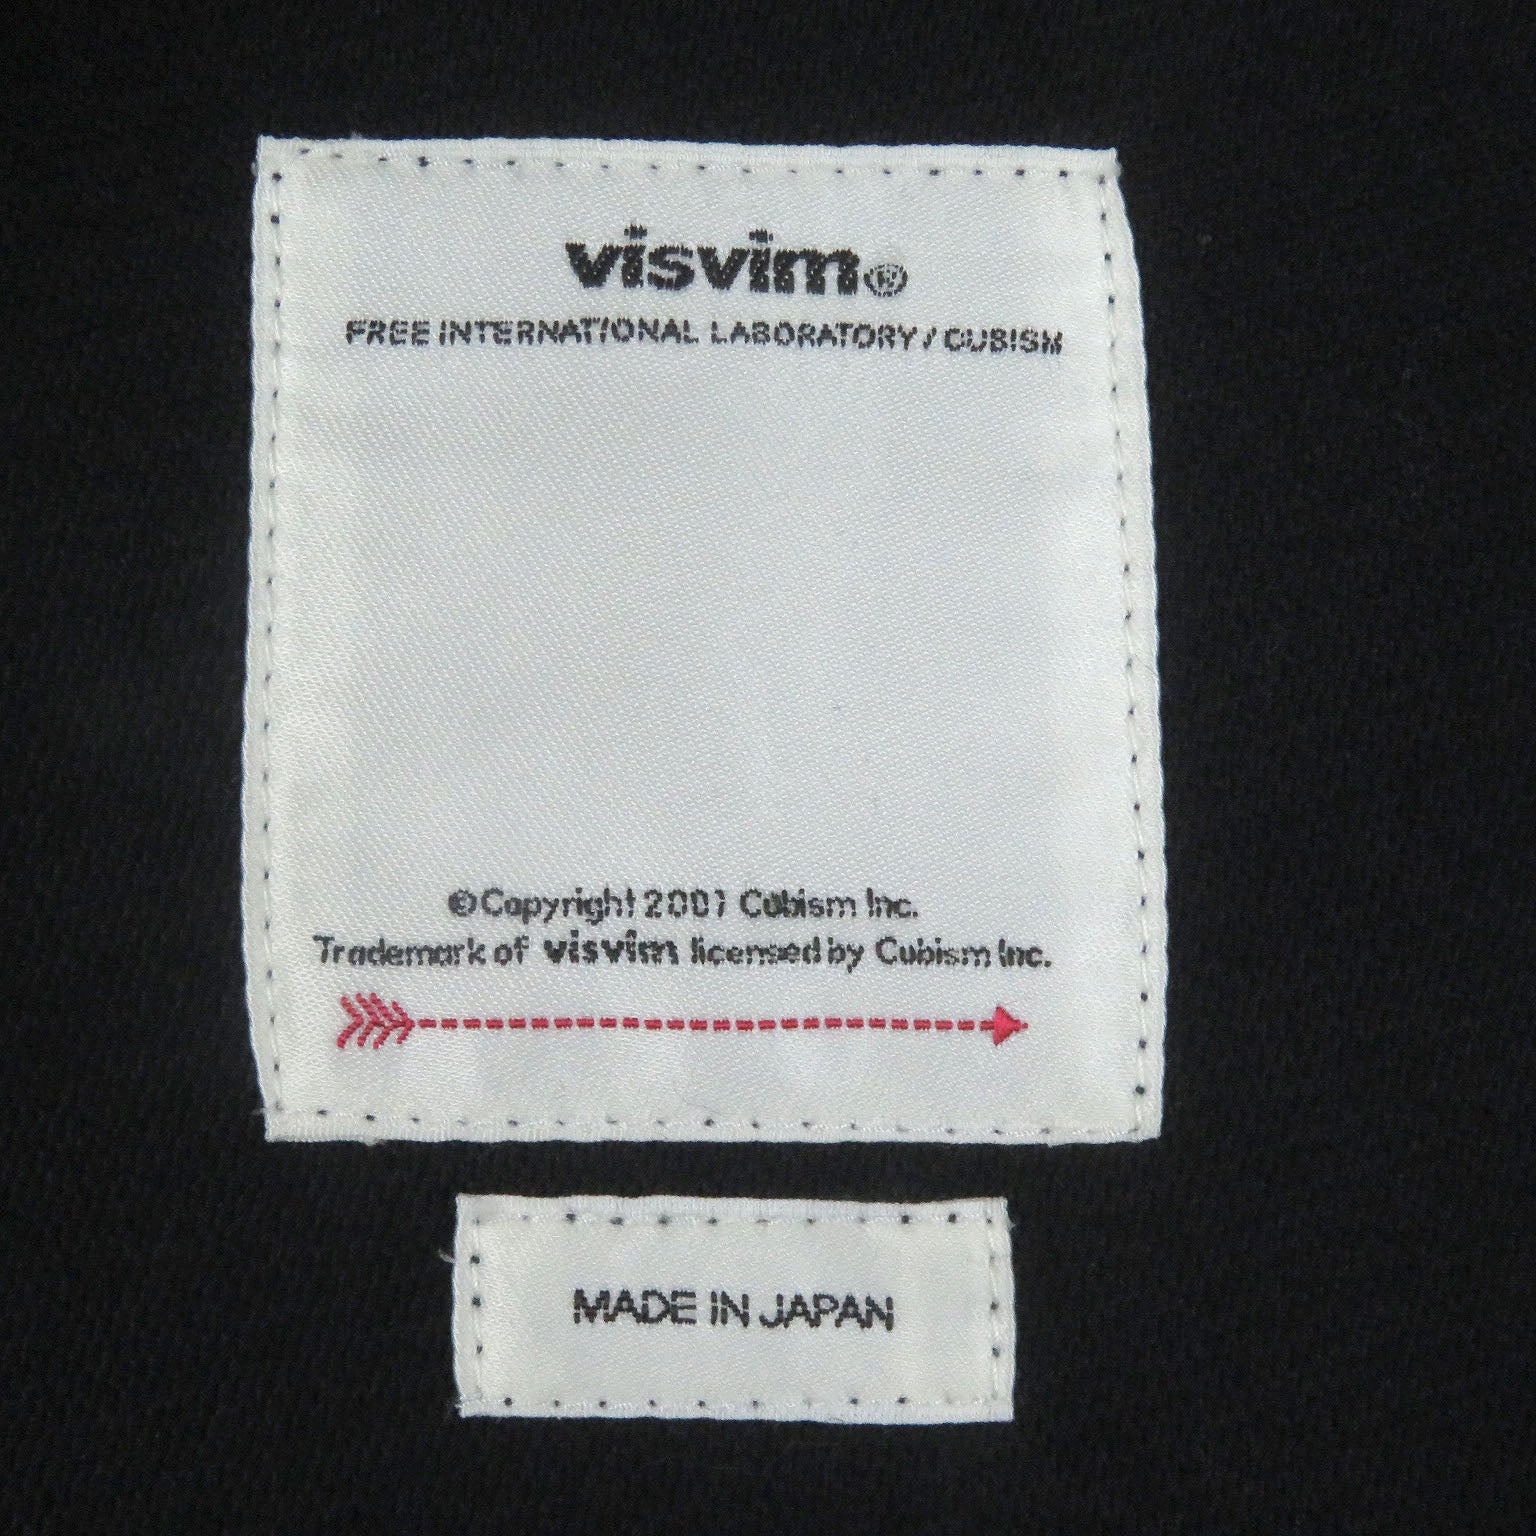 visvim®
FREE INTERNATIONAL LABORATORY / CUBISM
©Copyright 2001 Cubism Inc.
Trademark of visvim licensed by Cubism Inc.
MADE IN JAPAN